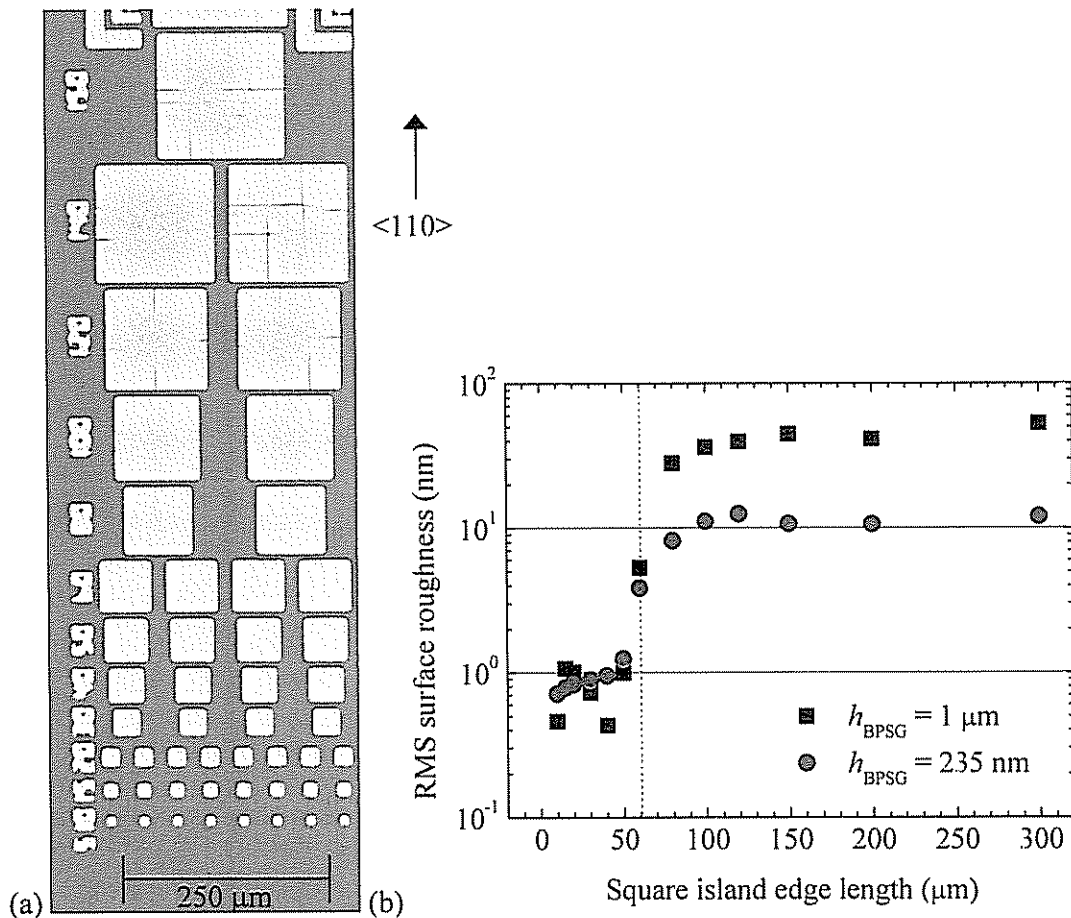 <110>
(a)
250 μm
(b)
RMS surface roughness (nm)
10²
10¹
10⁰
10⁻¹
h_BPSG = 1 μm
h_BPSG = 235 nm
0 50 100 150 200 250 300
Square island edge length (μm)